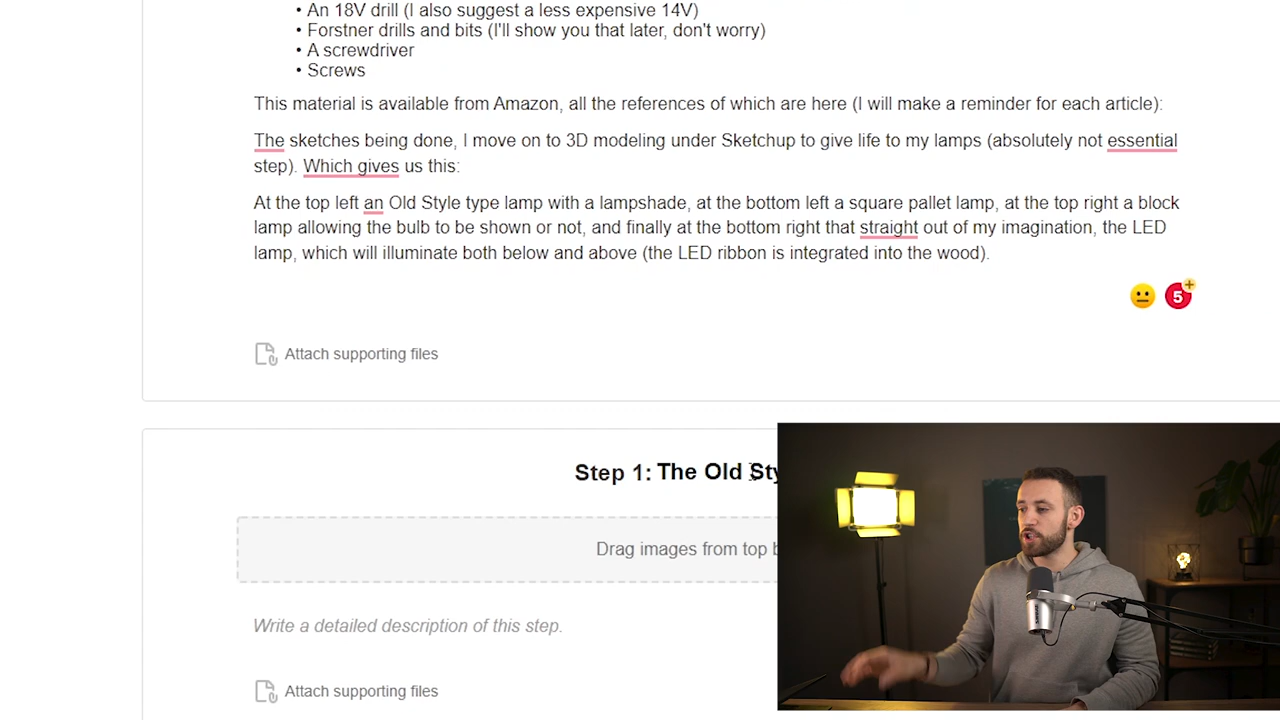 • An 18V drill (I also suggest a less expensive 14V)
• Forstner drills and bits (I'll show you that later, don't worry)
• A screwdriver
• Screws
This material is available from Amazon, all the references of which are here (I will make a reminder for each article):
The sketches being done, I move on to 3D modeling under Sketchup to give life to my lamps (absolutely not essential
step). Which gives us this:
At the top left an Old Style type lamp with a lampshade, at the bottom left a square pallet lamp, at the top right a block
lamp allowing the bulb to be shown or not, and finally at the bottom right that straight out of my imagination, the LED
lamp, which will illuminate both below and above (the LED ribbon is integrated into the wood).
5
Attach supporting files
Step 1: The Old
Drag images from top
Write a detailed description of this step.
Attach supporting files